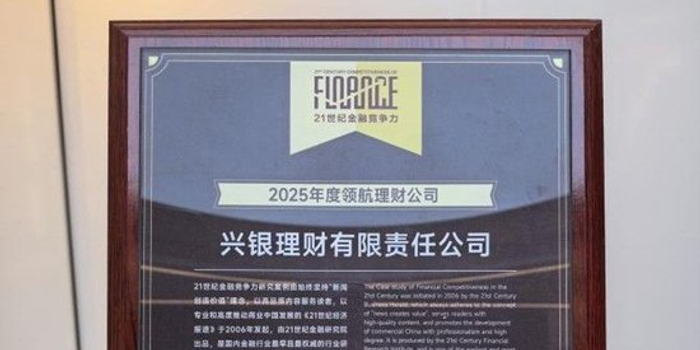 21ST CENTURY COMPETITIVENESS OF
FINANCE
21世纪金融竞争力
2025年度领航理财公司
兴银理财有限责任公司
21世纪金融竞争力研究案例由始终坚持“新闻
创造价值”理念，以高品质内容服务读者，以
专业和高度推动商业中国发展的《21世纪经济
报道》于2006年发起，由21世纪金融研究院
出品，是国内金融行业最早且最权威的行业研
The Case study of Financial Competitiveness in the
21st Century was initiated in 2006 by the 21st Century
Business Herald, which always adheres to the concept
of "news creates value", serves readers with
high-quality content, and promotes the development
of commercial China with professionalism and high
degree. It is produced by the 21st Century Financial